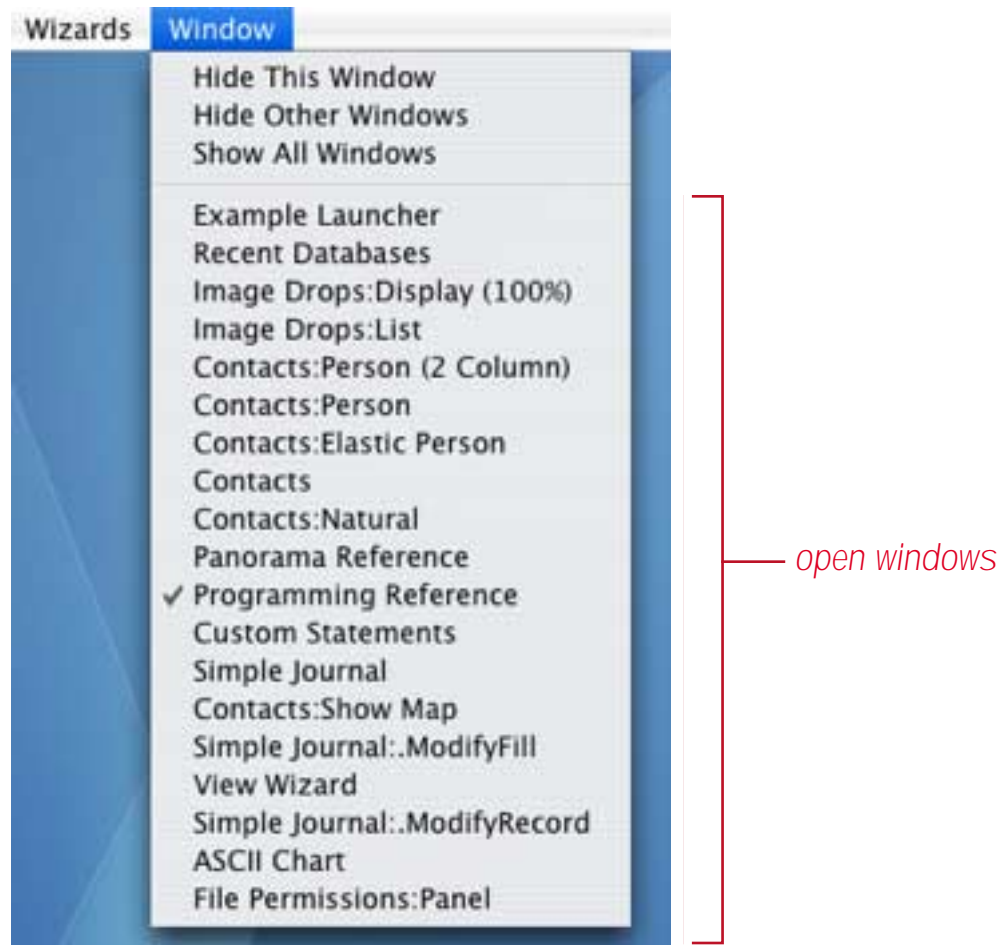 Wizards Window
Hide This Window
Hide Other Windows
Show All Windows
Example Launcher
Recent Databases
Image Drops:Display (100%)
Image Drops:List
Contacts:Person (2 Column)
Contacts:Person
Contacts:Elastic Person
Contacts
Contacts:Natural
Panorama Reference
✓ Programming Reference
Custom Statements
Simple Journal
Contacts:Show Map
Simple Journal:.ModifyFill
View Wizard
Simple Journal:.ModifyRecord
ASCII Chart
File Permissions:Panel
open windows